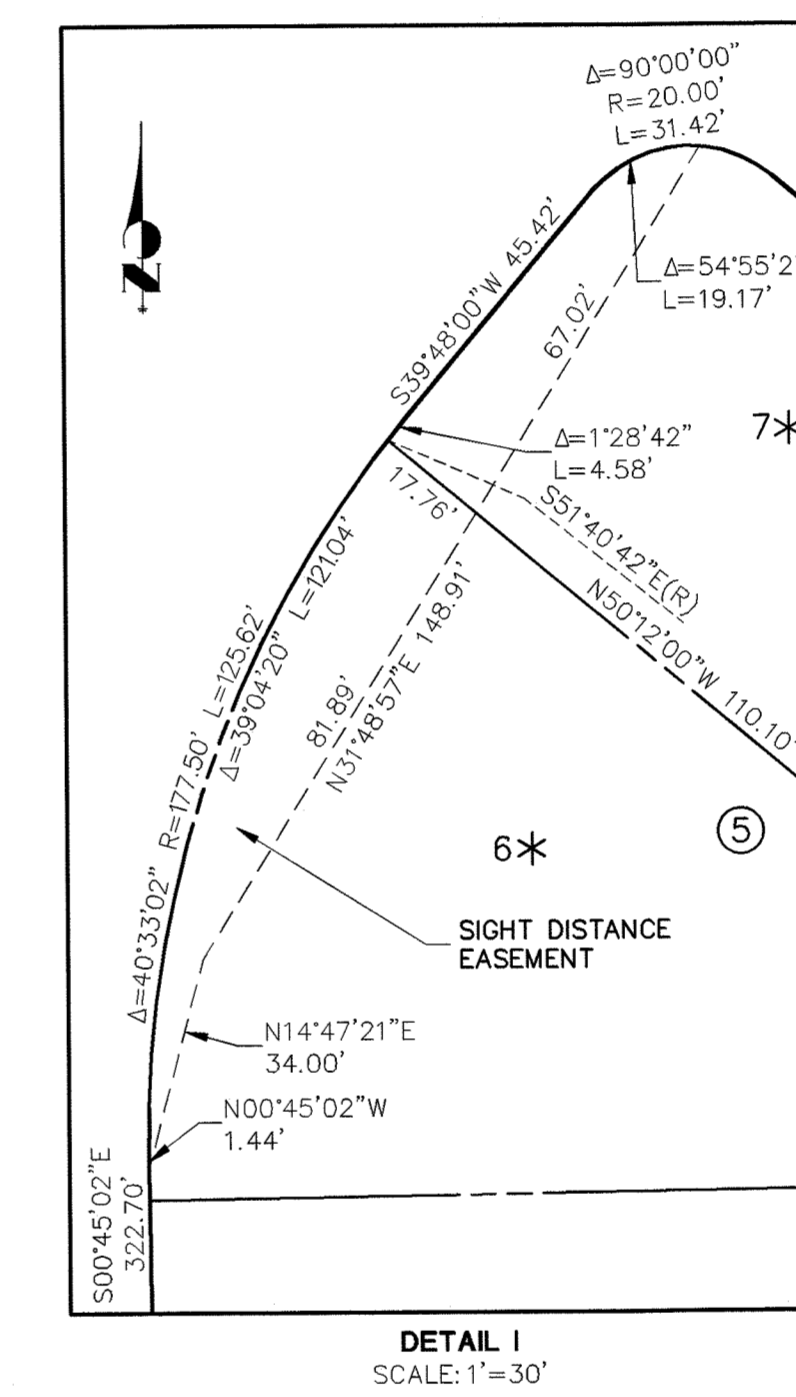 Δ=90°00'00"
R=20.00'
L=31.42'
N
S39°48'00"W 45.42'
67.02'
Δ=54°55'2
L=19.17'
7*
Δ=1°28'42"
L=4.58'
17.76'
S51°40'42"E(R)
N50°12'00"W 110.10'
Δ=40°33'02" R=177.50' L=125.62'
Δ=39°04'20" L=121.04'
81.89'
N31°48'57"E 148.91'
6*
5
SIGHT DISTANCE
EASEMENT
N14°47'21"E
34.00'
N00°45'02"W
1.44'
S00°45'02"E
322.70'
DETAIL 1
SCALE: 1'=30'